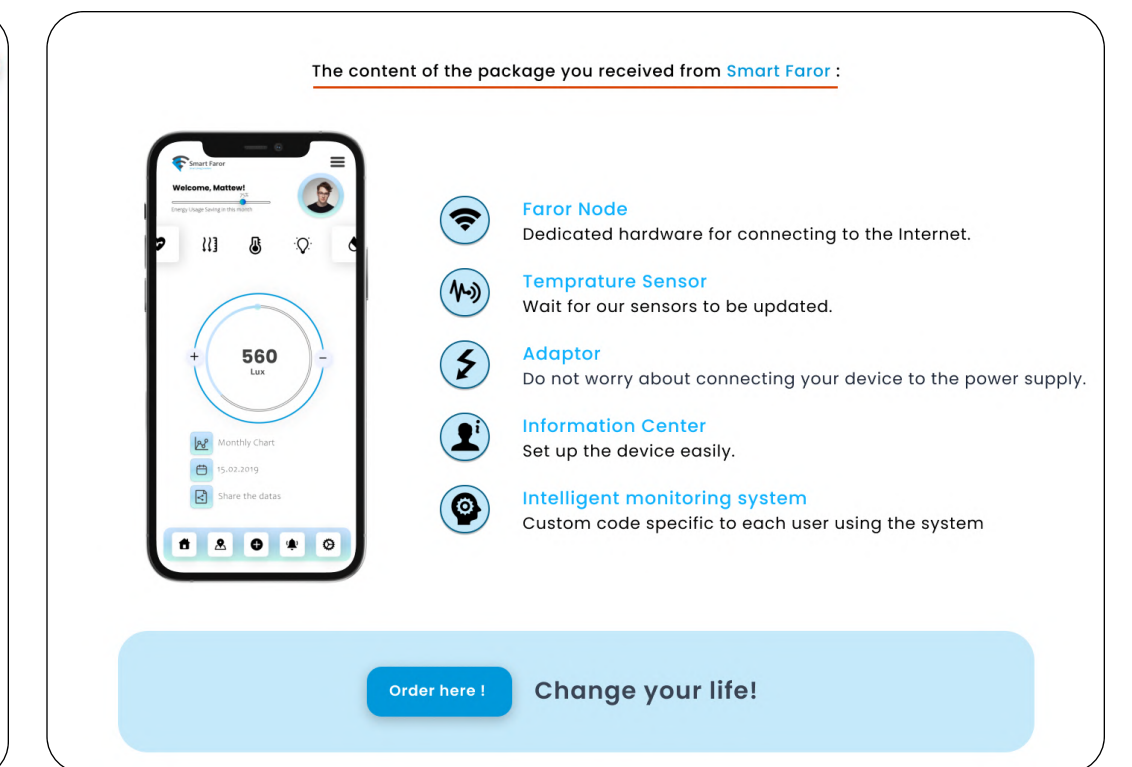 The content of the package you received from Smart Faror :
Smart Faror
Welcome, Mattew!
Energy Usage Saving in this month
560
Lux
Monthly Chart
15.02.2019
Share the datas
Faror Node
Dedicated hardware for connecting to the Internet.
Temprature Sensor
Wait for our sensors to be updated.
Adaptor
Do not worry about connecting your device to the power supply.
Information Center
Set up the device easily.
Intelligent monitoring system
Custom code specific to each user using the system
Order here !
Change your life!